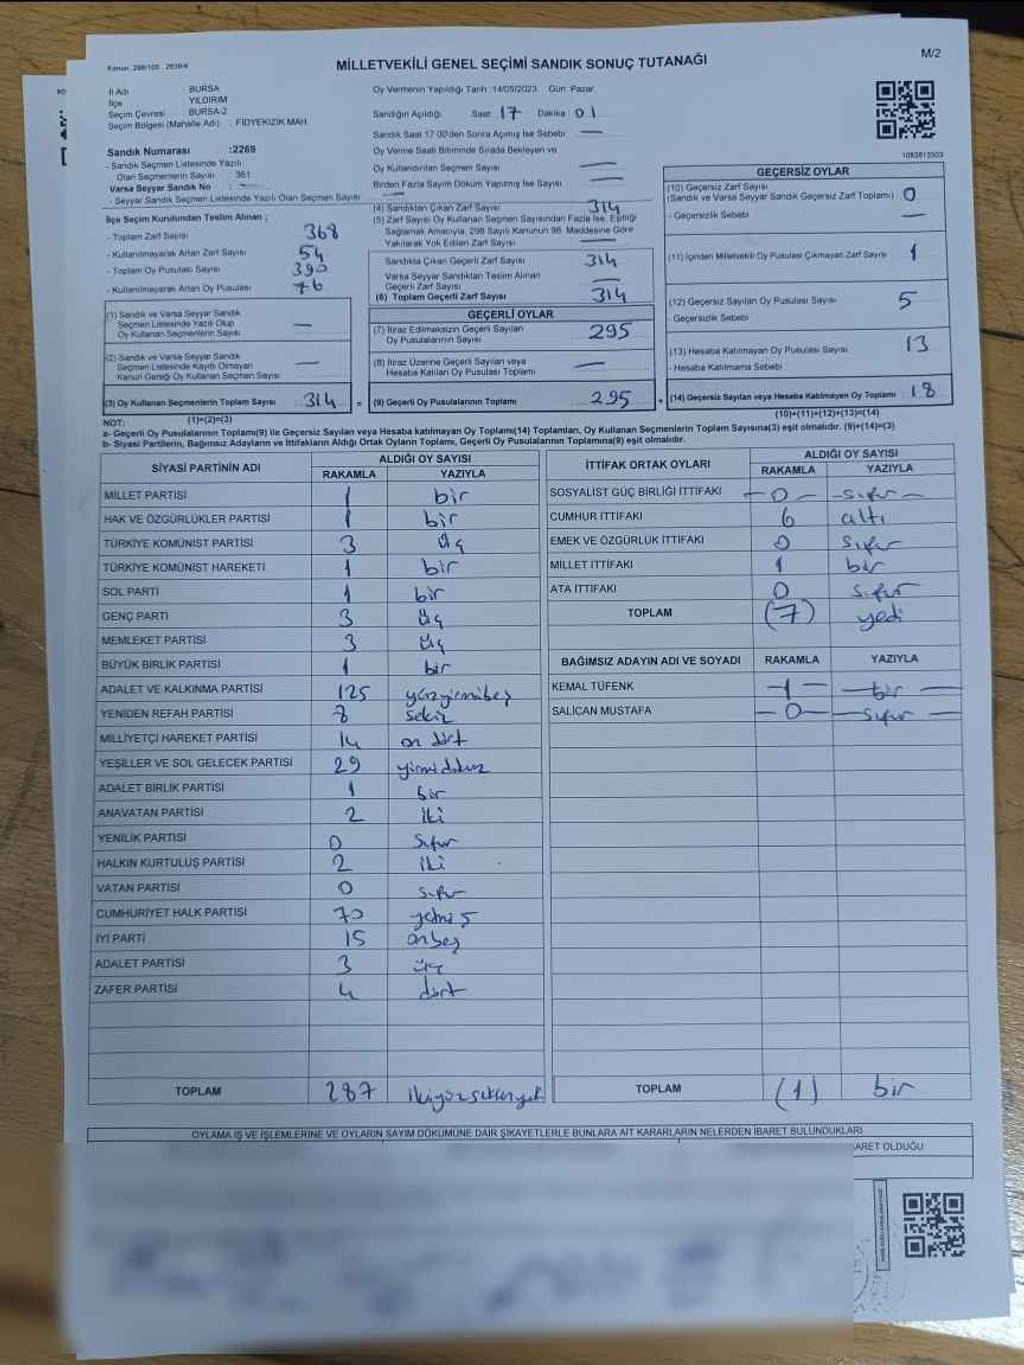 M/2
Kanun: 298/105 : 2839/4
MİLLETVEKİLİ GENEL SEÇİMİ SANDIK SONUÇ TUTANAĞI
İl Adı : BURSA
İlçe : YILDIRIM
Seçim Çevresi : BURSA-2
Seçim Bölgesi (Mahalle Adı) : FİDYEKIZIK MAH.
Oy Vermenin Yapıldığı Tarih :14/05/2023 Gün :Pazar
Sandığın Açıldığı Saat: 17 Dakika: 01
Sandık Saat 17.00'den Sonra Açılmış İse Sebebi : —
Oy Verme Saati Bitiminde Sırada Bekleyen ve
Oy Kullandırılan Seçmen Sayısı —
Birden Fazla Sayım Döküm Yapılmış İse Sayısı —
Sandık Numarası :2269
- Sandık Seçmen Listesinde Yazılı
Olan Seçmenlerin Sayısı : 361
Varsa Seyyar Sandık No : —
- Seyyar Sandık Seçmen Listesinde Yazılı Olan Seçmen Sayısı
İlçe Seçim Kurulundan Teslim Alınan ;
- Toplam Zarf Sayısı 368
- Kullanılmayarak Artan Zarf Sayısı 54
- Toplam Oy Pusulası Sayısı 390
- Kullanılmayarak Artan Oy Pusulası 76
(4) Sandıktan Çıkan Zarf Sayısı : 314
(5) Zarf Sayısı Oy Kullanan Seçmen Sayısından Fazla İse, Eşitliği
Sağlamak Amacıyla, 298 Sayılı Kanunun 98. Maddesine Göre
Yakılarak Yok Edilen Zarf Sayısı —
Sandıkta Çıkan Geçerli Zarf Sayısı 314
Varsa Seyyar Sandıktan Teslim Alınan
Geçerli Zarf Sayısı —
(6) Toplam Geçerli Zarf Sayısı 314
1083813503
GEÇERSİZ OYLAR
(10) Geçersiz Zarf Sayısı
(Sandık ve Varsa Seyyar Sandık Geçersiz Zarf Toplamı) 0
- Geçersizlik Sebebi : —
(11) İçinden Milletvekili Oy Pusulası Çıkmayan Zarf Sayısı 1
(12) Geçersiz Sayılan Oy Pusulası Sayısı 5
- Geçersizlik Sebebi :
(13) Hesaba Katılmayan Oy Pusulası Sayısı 13
- Hesaba Katılmama Sebebi :
(14) Geçersiz Sayılan veya Hesaba Katılmayan Oy Toplamı 18
(10)+(11)+(12)+(13)=(14)
(1) Sandık ve Varsa Seyyar Sandık
Seçmen Listesinde Yazılı Olup
Oy Kullanan Seçmenlerin Sayısı —
(2) Sandık ve Varsa Seyyar Sandık
Seçmen Listesinde Kayıtlı Olmayan
Kanun Gereği Oy Kullanan Seçmen Sayısı —
(3) Oy Kullanan Seçmenlerin Toplam Sayısı 314 =
(1)+(2)=(3)
GEÇERLİ OYLAR
(7) İtiraz Edilmeksizin Geçerli Sayılan
Oy Pusulalarının Sayısı 295
(8) İtiraz Üzerine Geçerli Sayılan veya
Hesaba Katılan Oy Pusulası Toplamı —
(9) Geçerli Oy Pusulalarının Toplamı 295 +
NOT:
a- Geçerli Oy Pusulalarının Toplamı(9) ile Geçersiz Sayılan veya Hesaba katılmayan Oy Toplamı(14) Toplamları, Oy Kullanan Seçmenlerin Toplam Sayısına(3) eşit olmalıdır. (9)+(14)=(3)
b- Siyasi Partilerin, Bağımsız Adayların ve İttifakların Aldığı Ortak Oyların Toplamı, Geçerli Oy Pusulalarının Toplamına(9) eşit olmalıdır.
SİYASİ PARTİNİN ADI ALDIĞI OY SAYISI
RAKAMLA YAZIYLA
MİLLET PARTİSİ 1 bir
HAK VE ÖZGÜRLÜKLER PARTİSİ 1 bir
TÜRKİYE KOMÜNİST PARTİSİ 3 üç
TÜRKİYE KOMÜNİST HAREKETİ 1 bir
SOL PARTİ 1 bir
GENÇ PARTİ 3 üç
MEMLEKET PARTİSİ 3 üç
BÜYÜK BİRLİK PARTİSİ 1 bir
ADALET VE KALKINMA PARTİSİ 125 yüzyirmibeş
YENİDEN REFAH PARTİSİ 8 sekiz
MİLLİYETÇİ HAREKET PARTİSİ 14 on dört
YEŞİLLER VE SOL GELECEK PARTİSİ 29 yirmi dokuz
ADALET BİRLİK PARTİSİ 1 bir
ANAVATAN PARTİSİ 2 iki
YENİLİK PARTİSİ 0 Sıfır
HALKIN KURTULUŞ PARTİSİ 2 iki
VATAN PARTİSİ 0 sıfır
CUMHURİYET HALK PARTİSİ 70 yetmiş
İYİ PARTİ 15 onbeş
ADALET PARTİSİ 3 üç
ZAFER PARTİSİ 4 dört
TOPLAM 287 ikiyüzseksenyedi
İTTİFAK ORTAK OYLARI ALDIĞI OY SAYISI
RAKAMLA YAZIYLA
SOSYALİST GÜÇ BİRLİĞİ İTTİFAKI — 0 — — sıfır —
CUMHUR İTTİFAKI 6 altı
EMEK VE ÖZGÜRLÜK İTTİFAKI 0 sıfır
MİLLET İTTİFAKI 1 bir
ATA İTTİFAKI 0 sıfır
TOPLAM (7) yedi
BAĞIMSIZ ADAYIN ADI VE SOYADI RAKAMLA YAZIYLA
KEMAL TÜFENK — 1 — — bir —
SALİCAN MUSTAFA — 0 — — sıfır —
TOPLAM (1) bir
OYLAMA İŞ VE İŞLEMLERİNE VE OYLARIN SAYIM DÖKÜMÜNE DAİR ŞİKAYETLERLE BUNLARA AİT KARARLARIN NELERDEN İBARET BULUNDUKLARI
BARET OLDUĞU